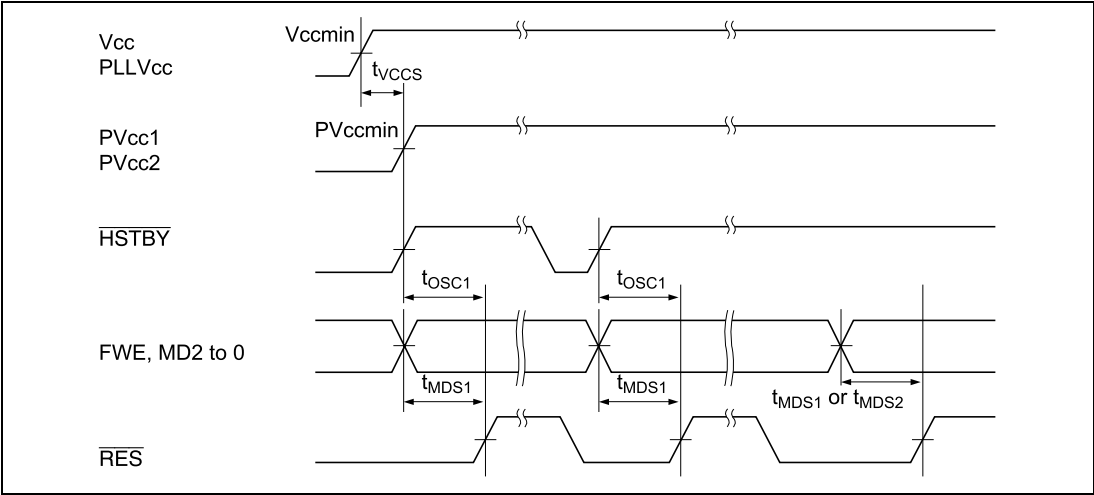 Vcc
PLLVcc
Vccmin
tVCCS
PVcc1
PVcc2
PVccmin
HSTBY
tOSC1
tOSC1
FWE, MD2 to 0
tMDS1
tMDS1
tMDS1 or tMDS2
RES